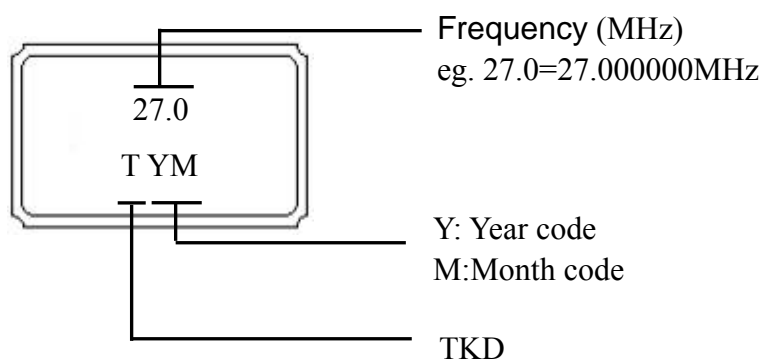 Frequency (MHz)
eg. 27.0=27.000000MHz
27.0
T YM
Y: Year code
M:Month code
TKD